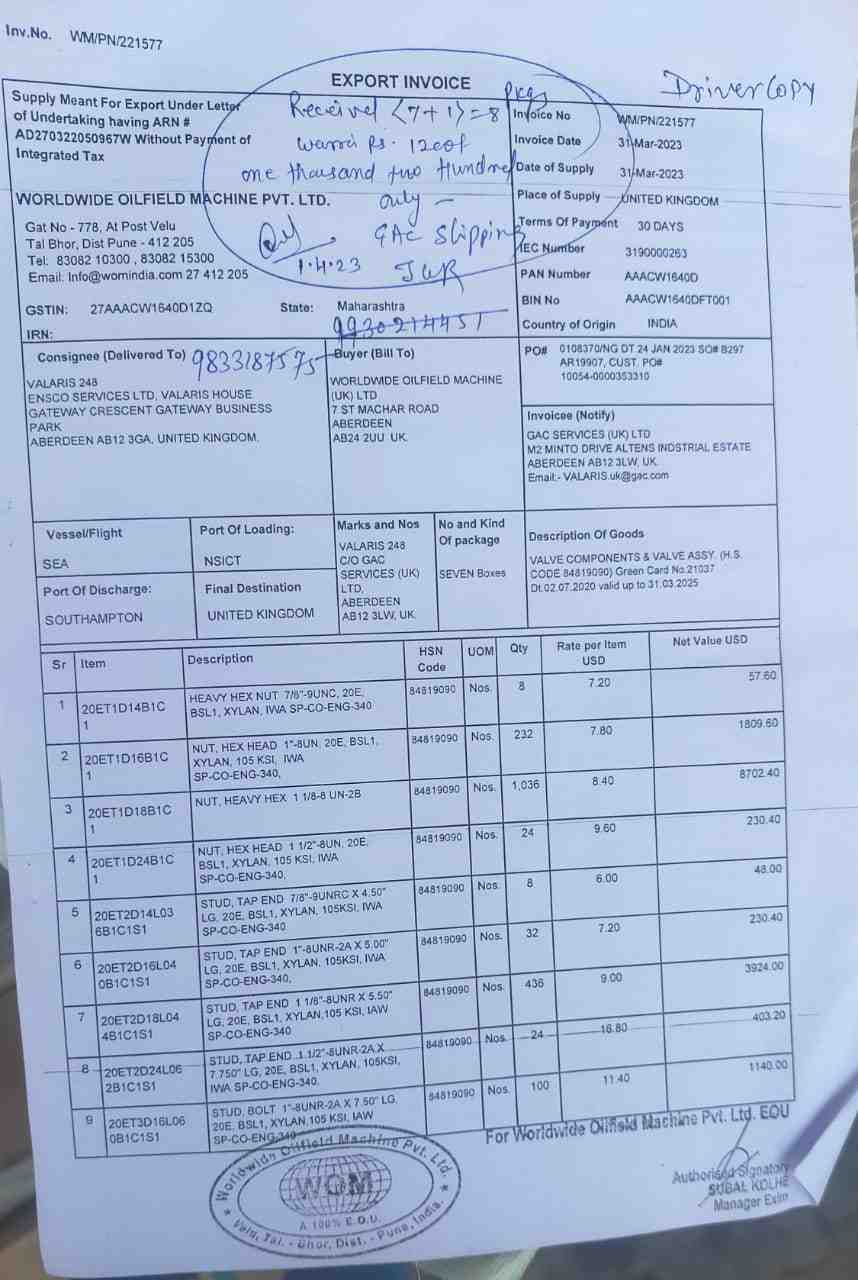 Inv.No. WM/PN/221577
EXPORT INVOICE
Driver COPY
Supply Meant For Export Under Letter
of Undertaking having ARN #
AD270322050967W Without Payment of
Integrated Tax
Received <7+1>=8 Pkgs
Rs. 1200/-
one thousand two Hundred
only -
GAC Shipping
1.4.23
WORLDWIDE OILFIELD MACHINE PVT. LTD.
Gat No - 778, At Post Velu
Tal Bhor, Dist Pune - 412 205
Tel: 83082 10300 , 83082 15300
Email: Info@womindia.com 27 412 205
GSTIN: 27AAACW1640D1ZQ State: Maharashtra
IRN:
9930214451
Invoice No WM/PN/221577
Invoice Date 31-Mar-2023
Date of Supply 31-Mar-2023
Place of Supply UNITED KINGDOM
Terms Of Payment 30 DAYS
IEC Number 3190000263
PAN Number AAACW1640D
BIN No AAACW1640DFT001
Country of Origin INDIA
Consignee (Delivered To) 9833187575
VALARIS 248
ENSCO SERVICES LTD, VALARIS HOUSE
GATEWAY CRESCENT GATEWAY BUSINESS
PARK
ABERDEEN AB12 3GA, UNITED KINGDOM.
Buyer (Bill To)
WORLDWIDE OILFIELD MACHINE
(UK) LTD
7 ST MACHAR ROAD
ABERDEEN
AB24 2UU UK.
PO# 0108370/NG DT 24 JAN 2023 SO# B297
AR19907, CUST. PO#
10054-0000353310
Invoicee (Notify)
GAC SERVICES (UK) LTD
M2 MINTO DRIVE ALTENS INDSTRIAL ESTATE
ABERDEEN AB12 3LW, UK.
Email:- VALARIS.uk@gac.com
Vessel/Flight
SEA
Port Of Loading:
NSICT
Port Of Discharge:
SOUTHAMPTON
Final Destination
UNITED KINGDOM
Marks and Nos
VALARIS 248
C/O GAC
SERVICES (UK)
LTD,
ABERDEEN
AB12 3LW, UK.
No and Kind
Of package
SEVEN Boxes
Description Of Goods
VALVE COMPONENTS & VALVE ASSY. (H.S.
CODE 84819090) Green Card No.21037
Dt.02.07.2020 valid up to 31.03.2025
Sr Item Description HSN Code UOM Qty Rate per Item USD Net Value USD
1 20ET1D14B1C HEAVY HEX NUT 7/8"-9UNC, 20E, 84819090 Nos. 8 7.20 57.60
1 BSL1, XYLAN, IWA SP-CO-ENG-340
2 20ET1D16B1C NUT, HEX HEAD 1"-8UN, 20E, BSL1, 84819090 Nos. 232 7.80 1809.60
1 XYLAN, 105 KSI, IWA
SP-CO-ENG-340,
3 20ET1D18B1C NUT, HEAVY HEX 1 1/8-8 UN-2B 84819090 Nos. 1,036 8.40 8702.40
1
4 20ET1D24B1C NUT, HEX HEAD 1 1/2"-8UN, 20E, 84819090 Nos. 24 9.60 230.40
1 BSL1, XYLAN, 105 KSI, IWA
SP-CO-ENG-340,
5 20ET2D14L03 STUD, TAP END 7/8"-9UNRC X 4.50" 84819090 Nos. 8 6.00 48.00
6B1C1S1 LG, 20E, BSL1, XYLAN, 105KSI, IWA
SP-CO-ENG-340
6 20ET2D16L04 STUD, TAP END 1"-8UNR-2A X 5.00" 84819090 Nos. 32 7.20 230.40
0B1C1S1 LG, 20E, BSL1, XYLAN, 105KSI, IWA
SP-CO-ENG-340,
7 20ET2D18L04 STUD, TAP END 1 1/8"-8UNR X 5.50" 84819090 Nos. 436 9.00 3924.00
4B1C1S1 LG, 20E, BSL1, XYLAN,105 KSI, IAW
SP-CO-ENG-340
8 20ET2D24L06 STUD, TAP END 1 1/2"-8UNR-2A X 84819090 Nos. 24 16.80 403.20
2B1C1S1 7.750" LG, 20E, BSL1, XYLAN, 105KSI,
IWA SP-CO-ENG-340.
9 20ET3D16L06 STUD, BOLT 1"-8UNR-2A X 7.50" LG, 84819090 Nos. 100 11.40 1140.00
0B1C1S1 20E, BSL1, XYLAN,105 KSI, IAW
SP-CO-ENG-340
For Worldwide Oilfield Machine Pvt. Ltd. EOU
Worldwide Oilfield Machine Pvt. Ltd.
WOM
A 100% E.O.U.
Velu, Tal. - Bhor, Dist. - Pune, India.
Authorised Signatory
SUBAL KOLHE
Manager Exim